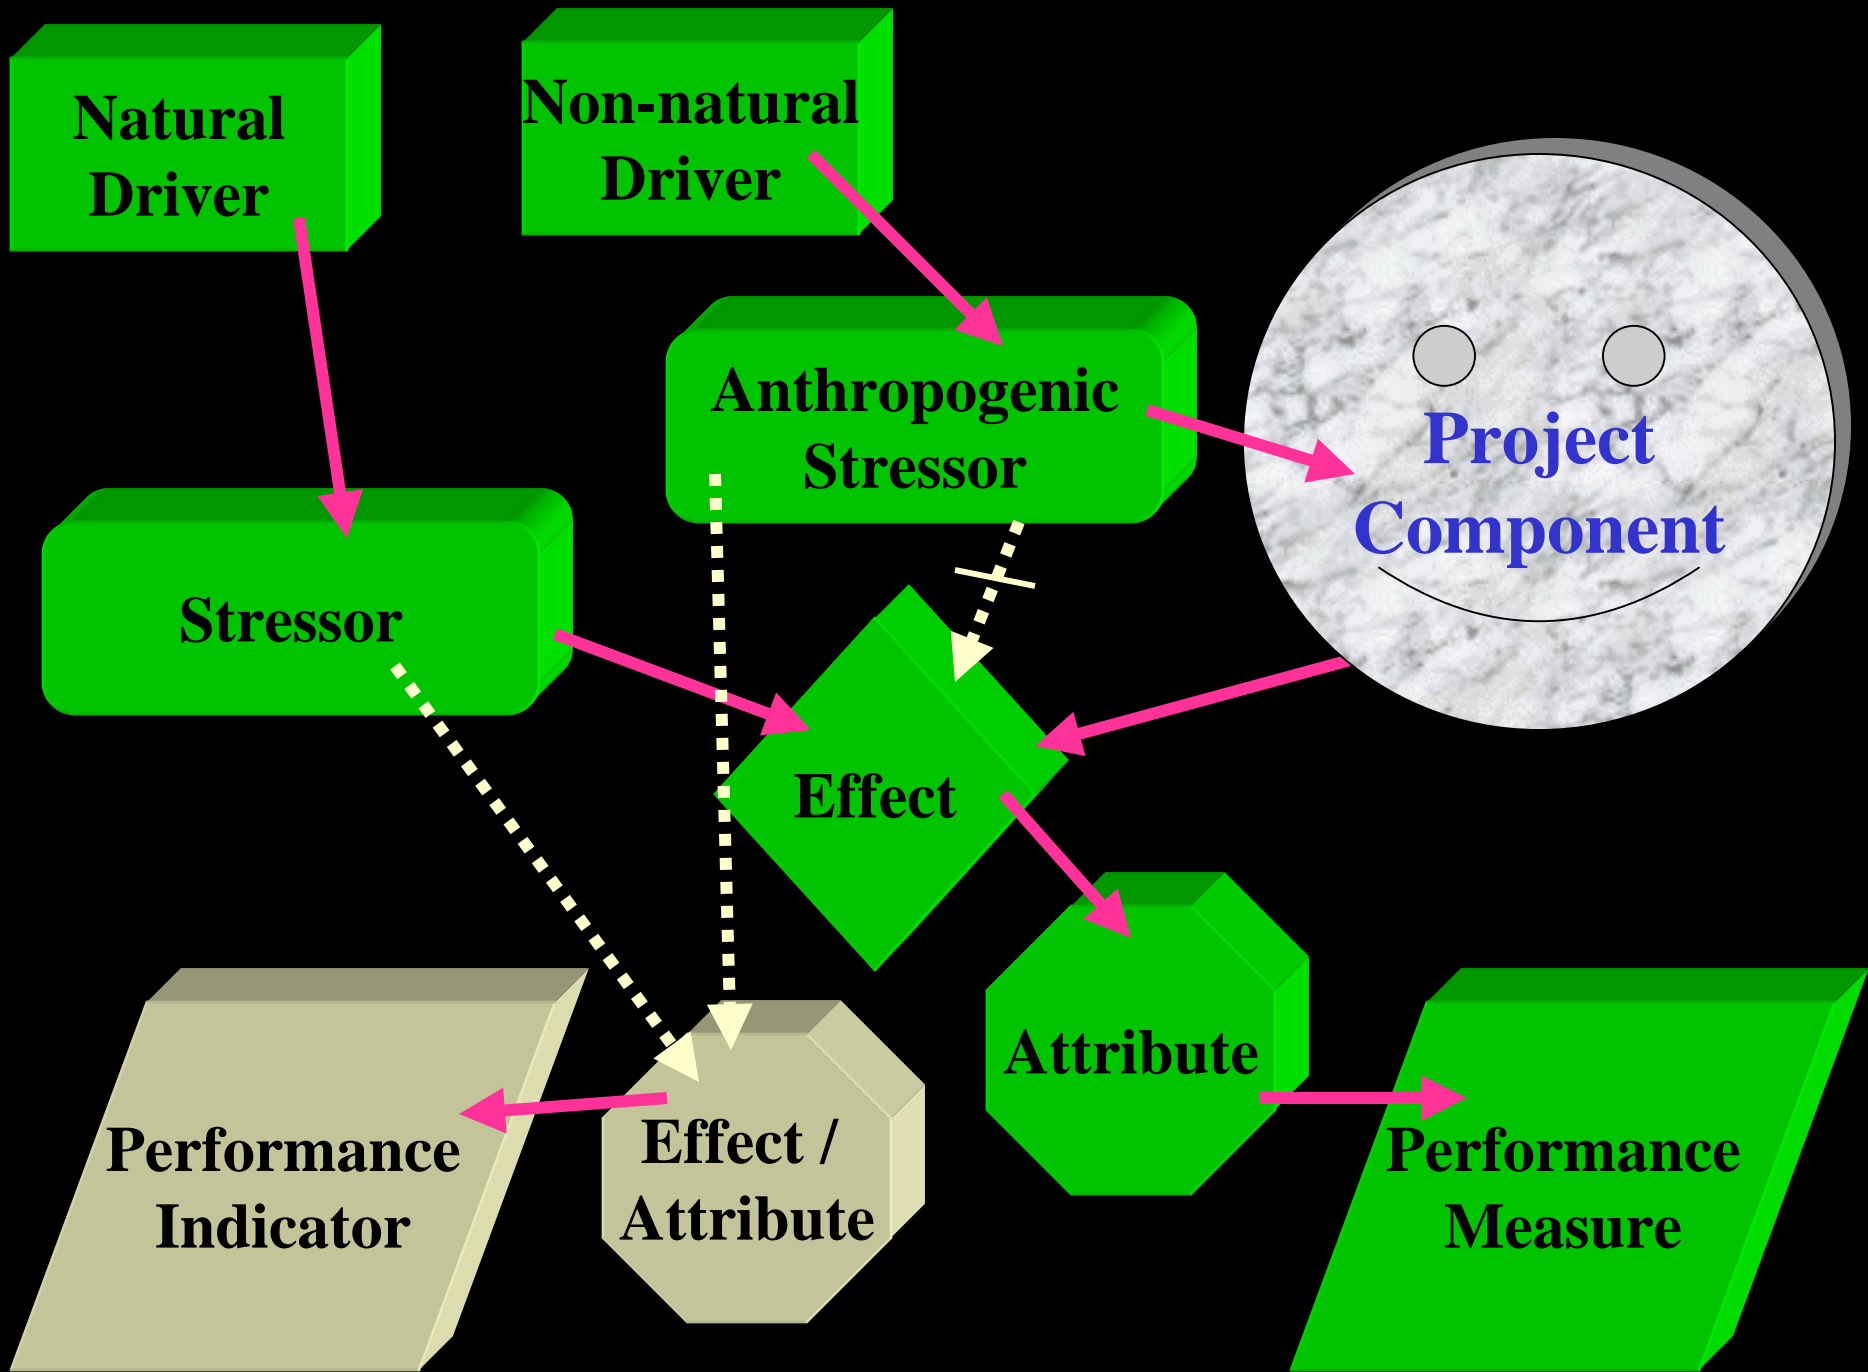 Natural
Driver
Non-natural
Driver
Anthropogenic
Stressor
Project
Component
Stressor
Effect
Attribute
Performance
Indicator
Effect /
Attribute
Performance
Measure